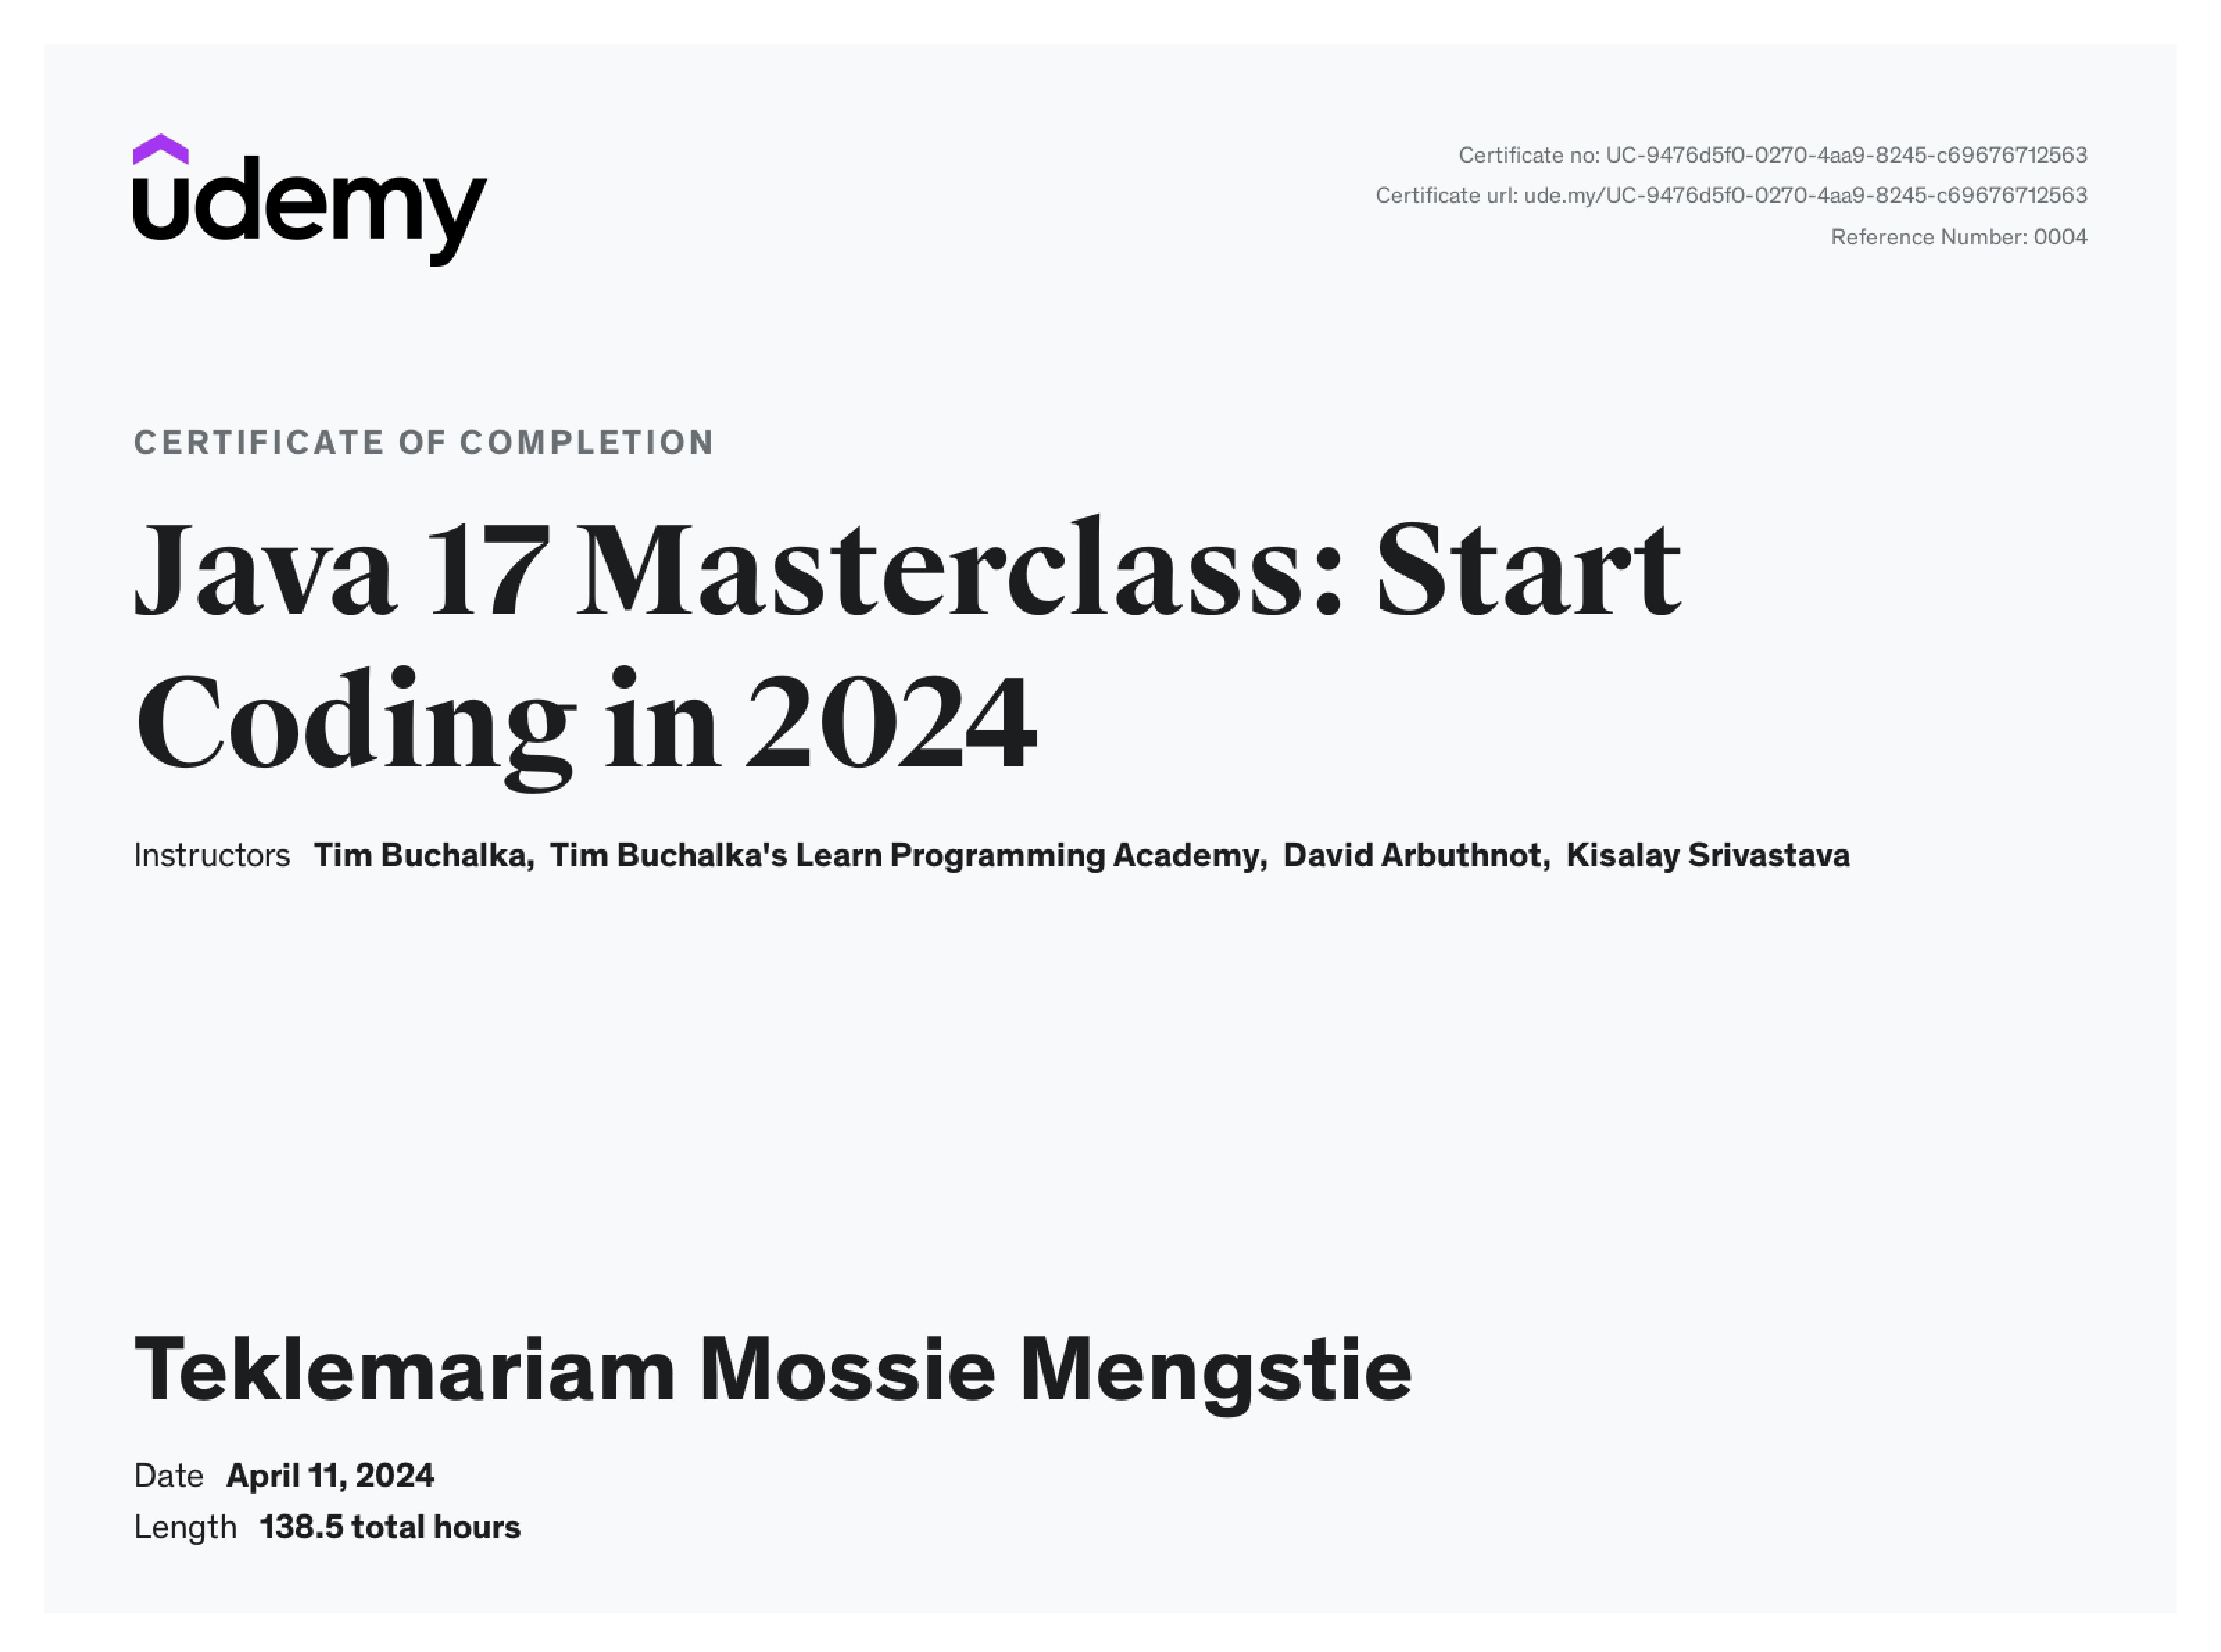 udemy
Certificate no: UC-9476d5f0-0270-4aa9-8245-c69676712563
Certificate url: ude.my/UC-9476d5f0-0270-4aa9-8245-c69676712563
Reference Number: 0004
CERTIFICATE OF COMPLETION
Java 17 Masterclass: Start
Coding in 2024
Instructors Tim Buchalka, Tim Buchalka's Learn Programming Academy, David Arbuthnot, Kisalay Srivastava
Teklemariam Mossie Mengstie
Date April 11, 2024
Length 138.5 total hours